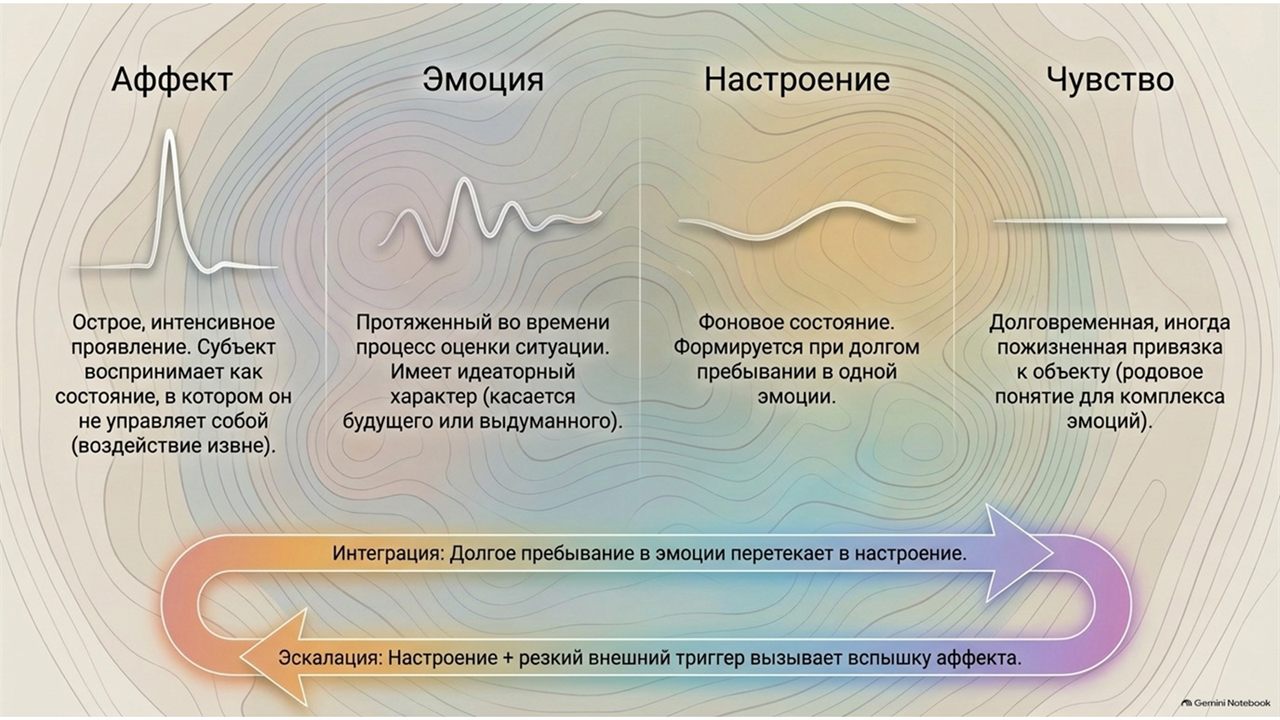 Аффект
Острое, интенсивное
проявление. Субъект
воспринимает как
состояние, в котором он
не управляет собой
(воздействие извне).
Эмоция
Протяженный во времени
процесс оценки ситуации.
Имеет идеаторный
характер (касается
будущего или выдуманного).
Настроение
Фоновое состояние.
Формируется при долгом
пребывании в одной
эмоции.
Чувство
Долговременная, иногда
пожизненная привязка
к объекту (родовое
понятие для комплекса
эмоций).
Интеграция: Долгое пребывание в эмоции перетекает в настроение.
Эскалация: Настроение + резкий внешний триггер вызывает вспышку аффекта.
Gemini Notebook